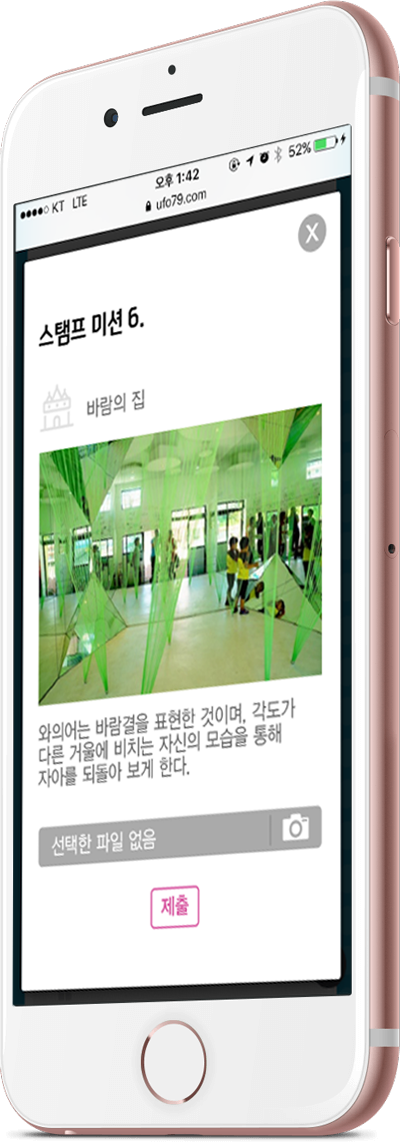 ●●●●○ KT LTE 오후 1:42 52%
ufo79.com
X
스탬프 미션 6.
바람의 집
와의어는 바람결을 표현한 것이며, 각도가
다른 거울에 비치는 자신의 모습을 통해
자아를 되돌아 보게 한다.
선택한 파일 없음
제출